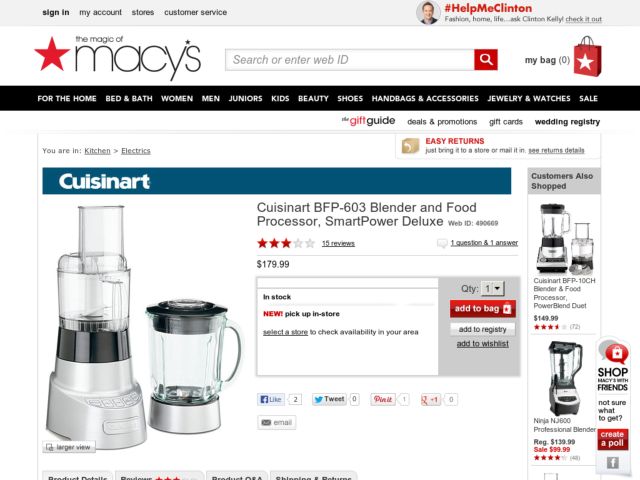 sign in my account stores customer service
#HelpMeClinton
Fashion, home, life...ask Clinton Kelly! check it out
the magic of
macy's
Search or enter web ID
my bag (0)
FOR THE HOME BED & BATH WOMEN MEN JUNIORS KIDS BEAUTY SHOES HANDBAGS & ACCESSORIES JEWELRY & WATCHES SALE
the giftguide deals & promotions gift cards wedding registry
You are in: Kitchen > Electrics
EASY RETURNS
just bring it to a store or mail it in. see returns details
Cuisinart
Cuisinart BFP-603 Blender and Food
Processor, SmartPower Deluxe Web ID: 490669
15 reviews
1 question & 1 answer
$179.99
In stock
NEW! pick up in-store
select a store to check availability in your area
Qty: 1
add to bag
add to registry
add to wishlist
Like 2 Tweet 0 Pinit 1 +1 0
email
larger view
Product Details Reviews Product Q&A Shipping & Returns
Customers Also
Shopped
Cuisinart BFP-10CH
Blender & Food
Processor,
PowerBlend Duet
$149.99
(72)
Ninja NJ600
Professional Blender
Reg. $139.99
Sale $99.99
(48)
SHOP
MACY'S WITH
FRIENDS
not sure
what to
get?
create
a poll
f